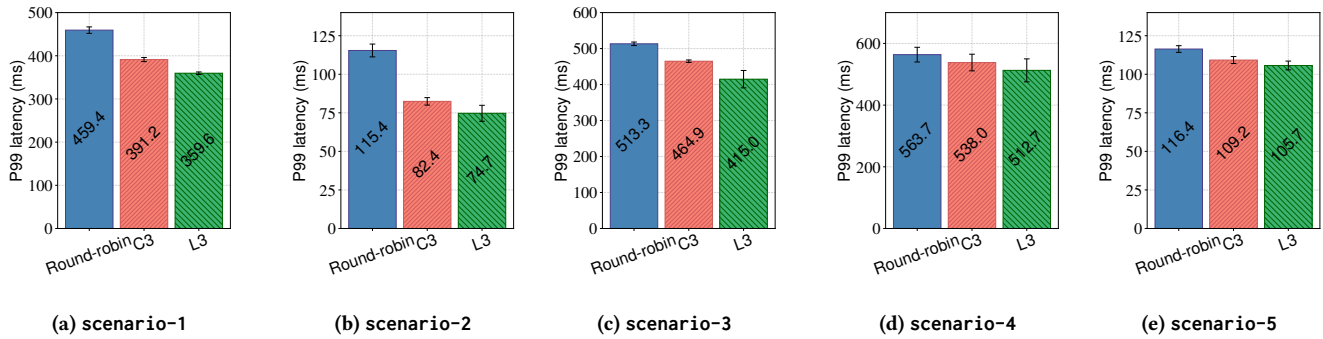 P99 latency (ms)
500
400
300
200
100
0
459.4
391.2
359.6
Round-robin
C3
L3
(a) scenario-1
P99 latency (ms)
125
100
75
50
25
0
115.4
82.4
74.7
Round-robin
C3
L3
(b) scenario-2
P99 latency (ms)
600
500
400
300
200
100
0
513.3
464.9
415.0
Round-robin
C3
L3
(c) scenario-3
P99 latency (ms)
600
400
200
0
563.7
538.0
512.7
Round-robin
C3
L3
(d) scenario-4
P99 latency (ms)
125
100
75
50
25
0
116.4
109.2
105.7
Round-robin
C3
L3
(e) scenario-5